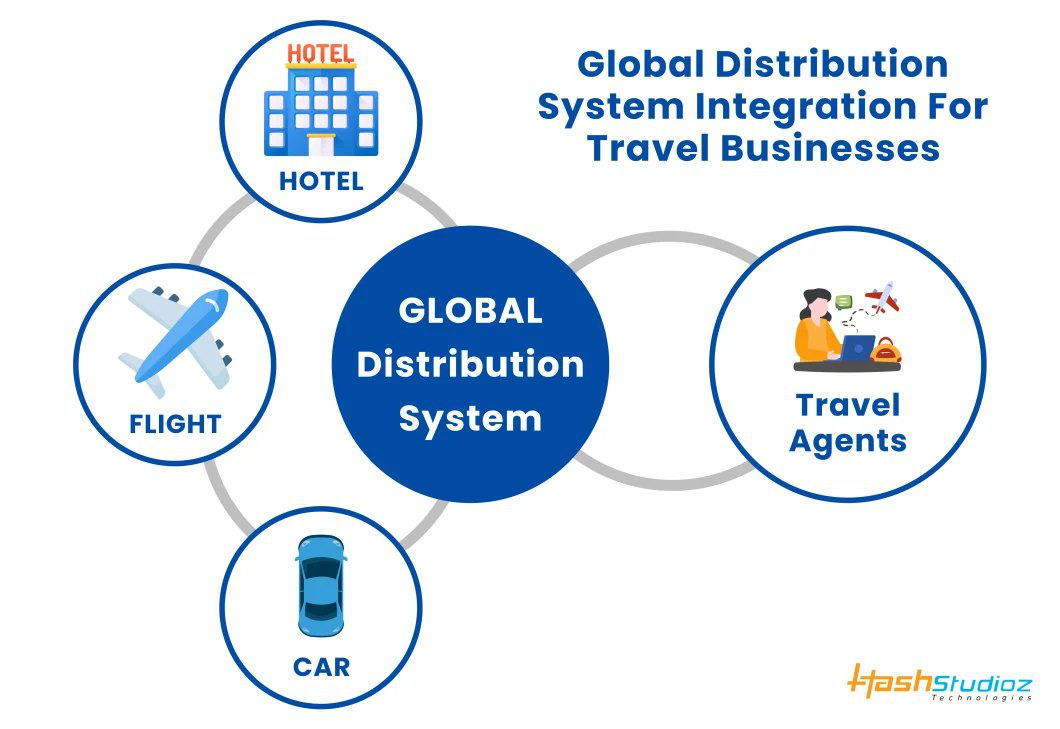 Global Distribution
System Integration For
Travel Businesses
HOTEL
HOTEL
FLIGHT
CAR
GLOBAL
Distribution
System
Travel
Agents
HashStudioz
Technologies